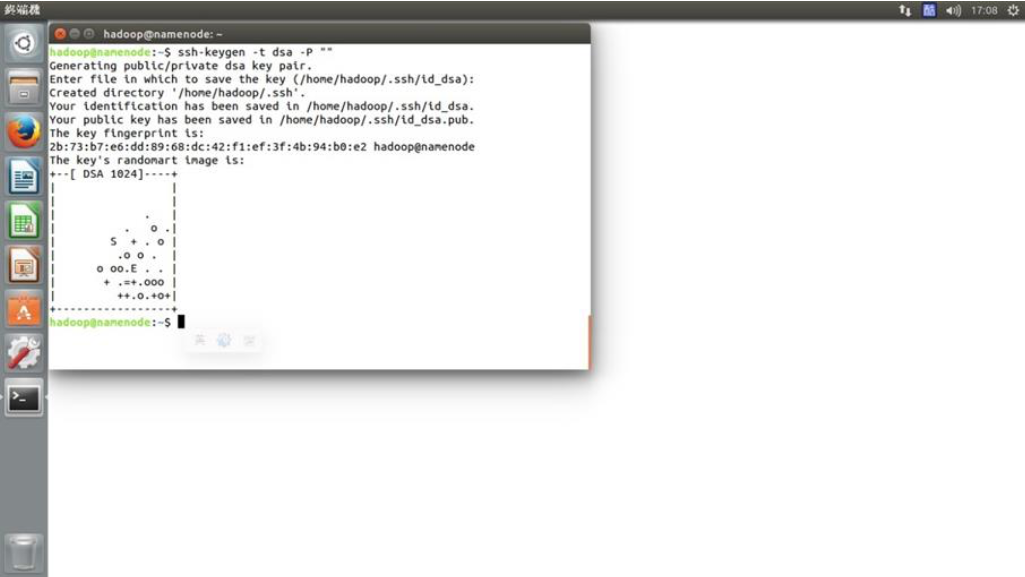 終端機
17:08
hadoop@namenode: ~
hadoop@namenode:~$ ssh-keygen -t dsa -P ""
Generating public/private dsa key pair.
Enter file in which to save the key (/home/hadoop/.ssh/id_dsa):
Created directory '/home/hadoop/.ssh'.
Your identification has been saved in /home/hadoop/.ssh/id_dsa.
Your public key has been saved in /home/hadoop/.ssh/id_dsa.pub.
The key fingerprint is:
2b:73:b7:e6:dd:89:68:dc:42:f1:ef:3f:4b:94:b0:e2 hadoop@namenode
The key's randomart image is:
+--[ DSA 1024]----+
|                 |
|                 |
|            .    |
|         .   o . |
|        S  + . o |
|         .o o .  |
|      o oo.E . . |
|       + .=+.ooo |
|         ++.o.+o+|
+-----------------+
hadoop@namenode:~$
英